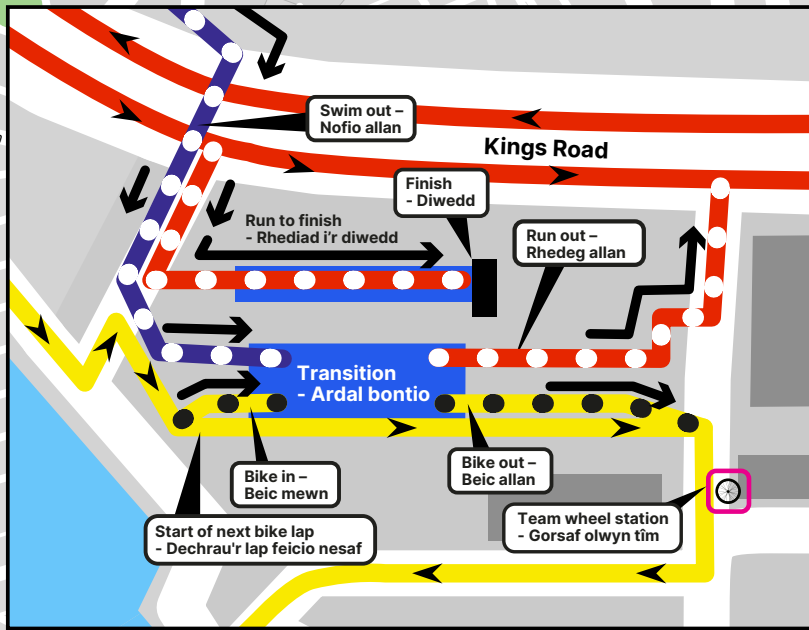 Swim out –
Nofio allan
Kings Road
Finish
- Diwedd
Run to finish
- Rhediad i'r diwedd
Run out –
Rhedeg allan
Transition
- Ardal bontio
Bike in –
Beic mewn
Bike out –
Beic allan
Start of next bike lap
- Dechrau'r lap feicio nesaf
Team wheel station
- Gorsaf olwyn tîm